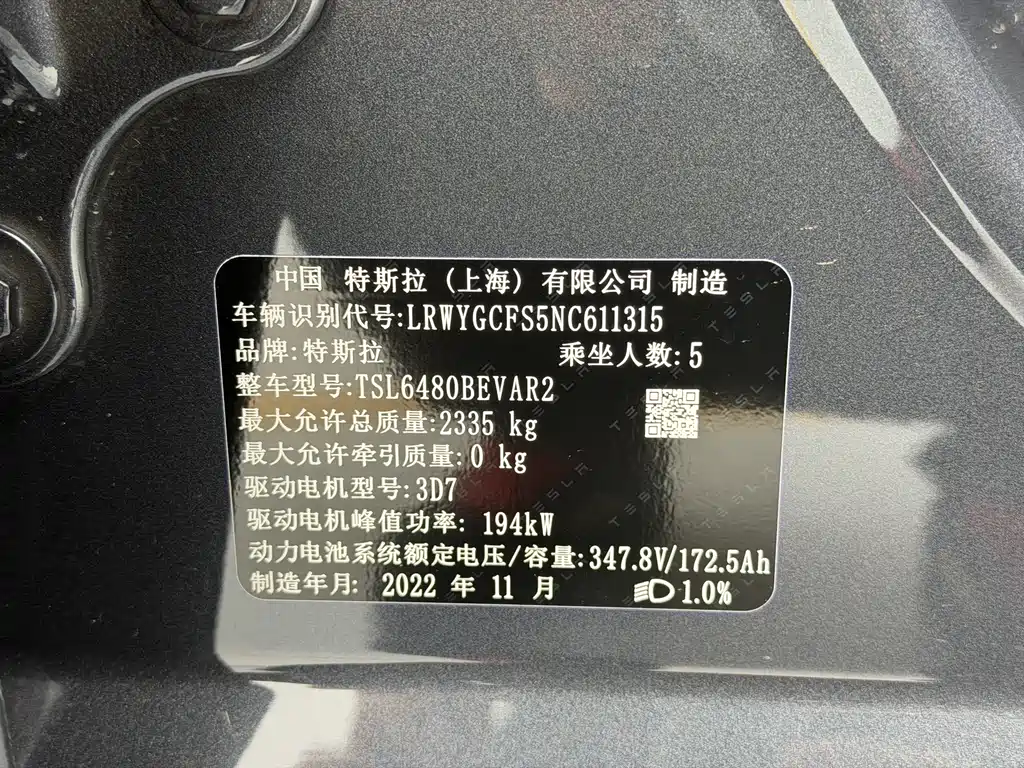 中国 特斯拉 (上海) 有限公司 制造
车辆识别代号:LRWYGCFS5NC611315
品牌:特斯拉 乘坐人数:5
整车型号:TSL6480BEVAR2
最大允许总质量:2335 kg
最大允许牵引质量:0 kg
驱动电机型号:3D7
驱动电机峰值功率: 194kW
动力电池系统额定电压/容量:347.8V/172.5Ah
制造年月: 2022 年 11 月 1.0%
TESLA
TESLA
TESLA